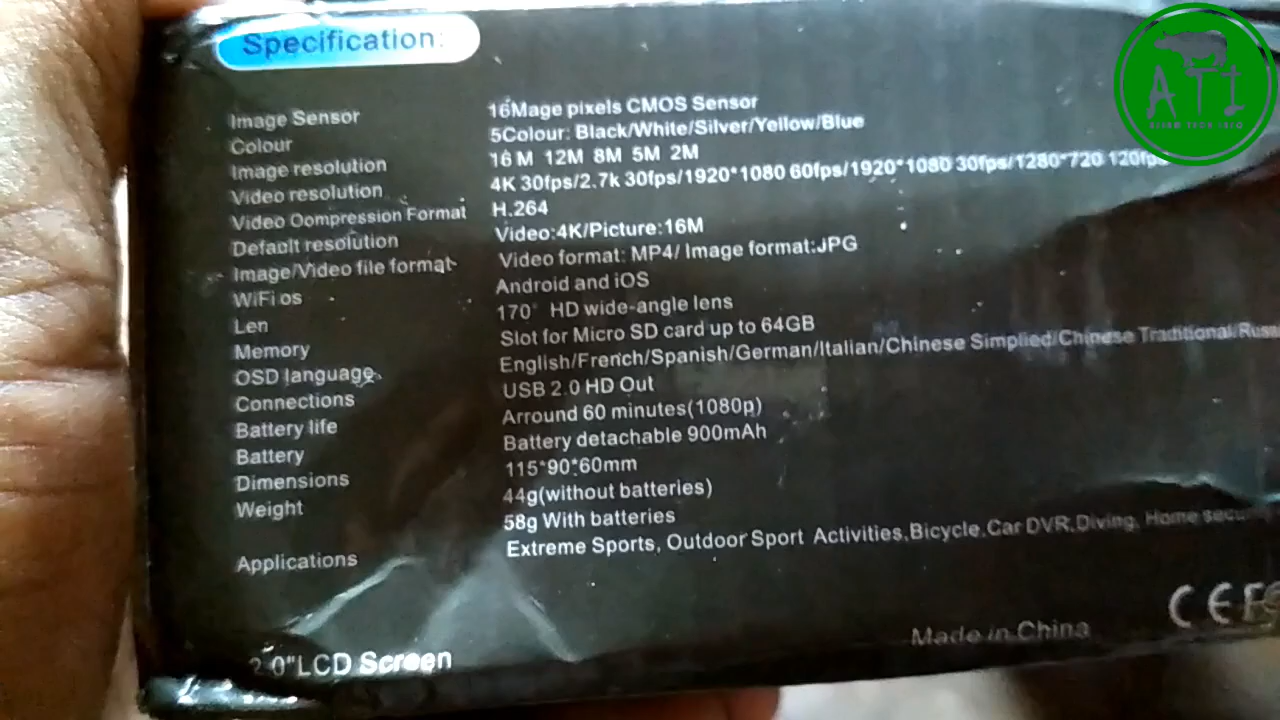 Specification:
Image Sensor 16Mage pixels CMOS Sensor
Colour 5Colour: Black/White/Silver/Yellow/Blue
Image resolution 16M 12M 8M 5M 2M
Video resolution 4K 30fps/2.7k 30fps/1920*1080 60fps/1920*1080 30fps/1280*720 120fps
Video Oompression Format H.264
Default resolution Video:4K/Picture:16M
Image/Video file format Video format: MP4/ Image format:JPG
WiFi os Android and iOS
Len 170° HD wide-angle lens
Memory Slot for Micro SD card up to 64GB
OSD language English/French/Spanish/German/Italian/Chinese Simplied/Chinese Traditional/Russ
Connections USB 2.0 HD Out
Battery life Arround 60 minutes(1080p)
Battery Battery detachable 900mAh
Dimensions 115*90*60mm
Weight 44g(without batteries)
58g With batteries
Applications Extreme Sports, Outdoor Sport Activities,Bicycle,Car DVR,Diving, Home secu
CE FC
Made in China
2.0"LCD Screen
ATI